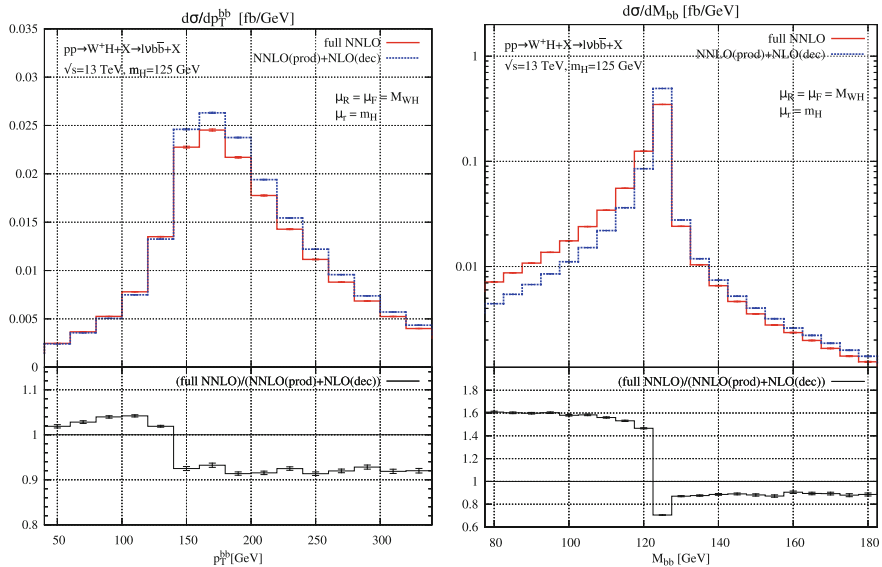 dσ/dp_T^bb [fb/GeV]
0.035
0.03
0.025
0.02
0.015
0.01
0.005
0
pp→W⁺H+X→lνbb̅+X
√s=13 TeV, m_H=125 GeV
full NNLO
NNLO(prod)+NLO(dec)
μ_R = μ_F = M_WH
μ_r = m_H
1.1
1
0.9
0.8
(full NNLO)/(NNLO(prod)+NLO(dec))
50 100 150 200 250 300
p_T^bb[GeV]
dσ/dM_bb [fb/GeV]
1
0.1
0.01
pp→W⁺H+X→lνbb̅+X
√s=13 TeV, m_H=125 GeV
full NNLO
NNLO(prod)+NLO(dec)
μ_R = μ_F = M_WH
μ_r = m_H
1.8
1.6
1.4
1.2
1
0.8
0.6
(full NNLO)/(NNLO(prod)+NLO(dec))
80 100 120 140 160 180
M_bb[GeV]